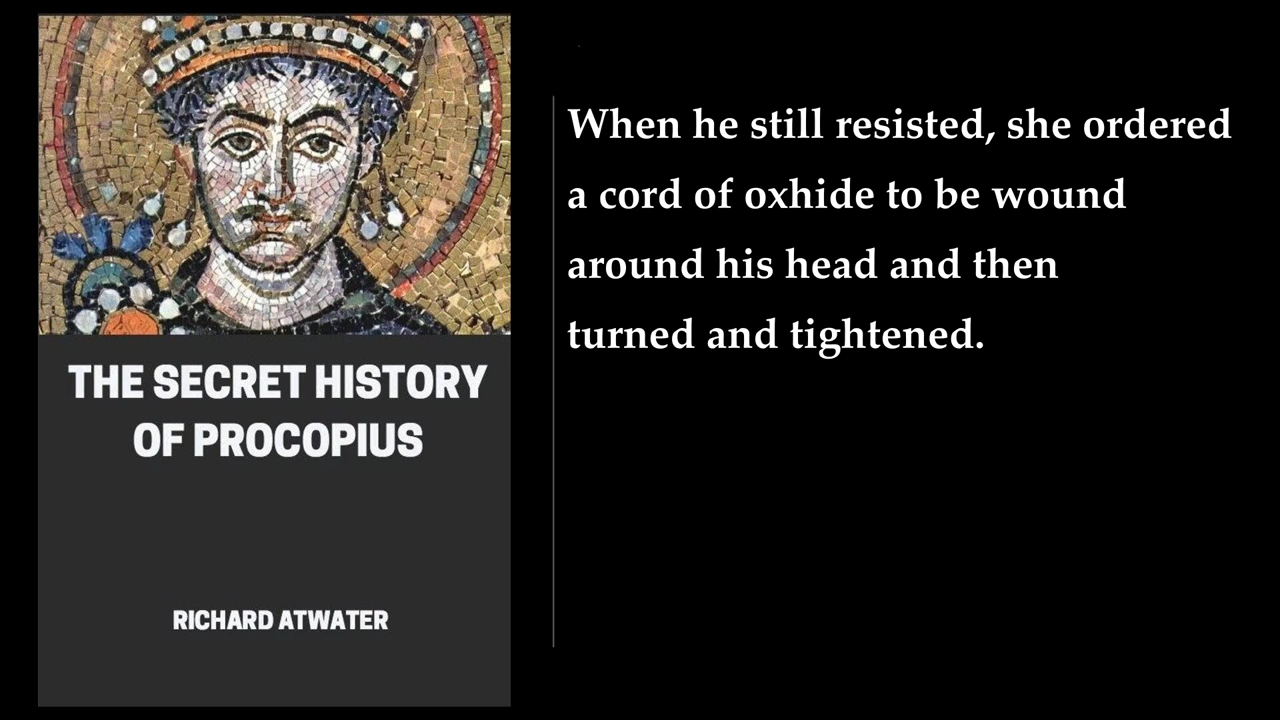 THE SECRET HISTORY
OF PROCOPIUS
RICHARD ATWATER
When he still resisted, she ordered
a cord of oxhide to be wound
around his head and then
turned and tightened.